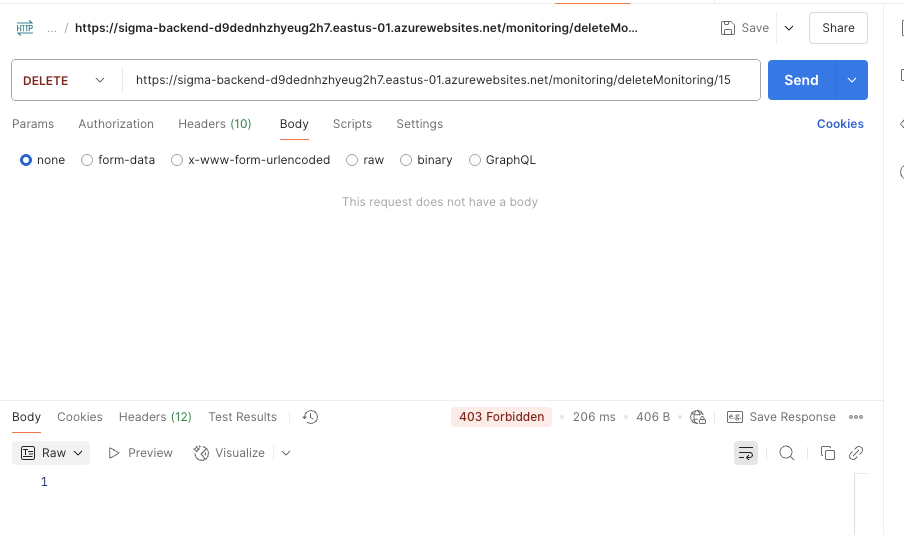 HTTP ... / https://sigma-backend-d9dednhzhyeug2h7.eastus-01.azurewebsites.net/monitoring/deleteMo... Save Share
DELETE https://sigma-backend-d9dednhzhyeug2h7.eastus-01.azurewebsites.net/monitoring/deleteMonitoring/15 Send
Params Authorization Headers (10) Body Scripts Settings Cookies
none form-data x-www-form-urlencoded raw binary GraphQL
This request does not have a body
Body Cookies Headers (12) Test Results 403 Forbidden • 206 ms • 406 B • e.g. Save Response
Raw Preview Visualize
1